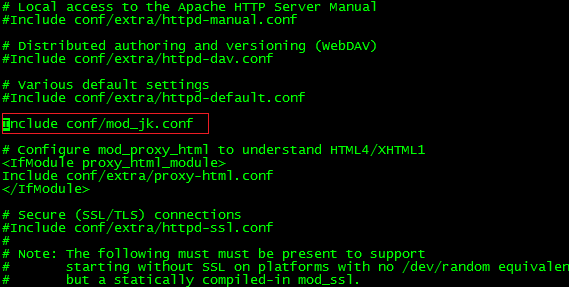 # Local access to the Apache HTTP Server Manual
#Include conf/extra/httpd-manual.conf
# Distributed authoring and versioning (WebDAV)
#Include conf/extra/httpd-dav.conf
# Various default settings
#Include conf/extra/httpd-default.conf
Include conf/mod_jk.conf
# Configure mod_proxy_html to understand HTML4/XHTML1
<IfModule proxy_html_module>
Include conf/extra/proxy-html.conf
</IfModule>
# Secure (SSL/TLS) connections
#Include conf/extra/httpd-ssl.conf
#
# Note: The following must must be present to support
#       starting without SSL on platforms with no /dev/random equivalen
#       but a statically compiled-in mod_ssl.